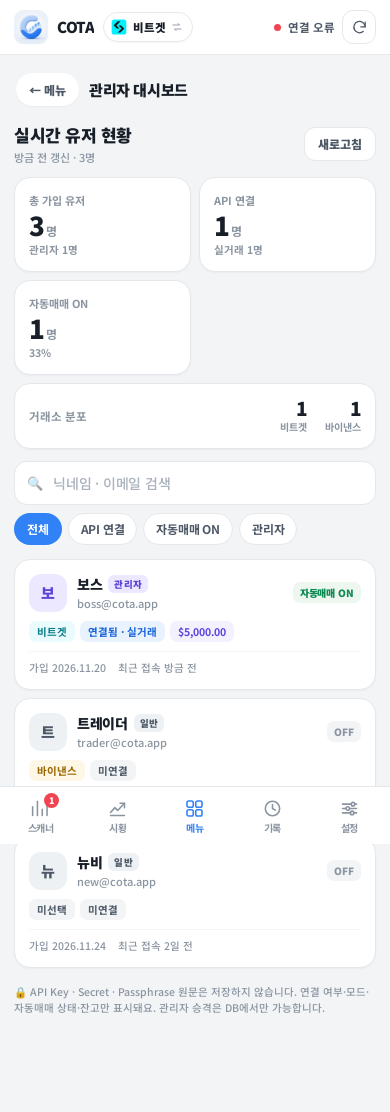 COTA 비트겟 연결 오류
← 메뉴 관리자 대시보드
실시간 유저 현황
방금 전 갱신 · 3명
새로고침
총 가입 유저
3명
관리자 1명
API 연결
1명
실거래 1명
자동매매 ON
1명
33%
거래소 분포
1
비트겟
1
바이낸스
닉네임 · 이메일 검색
전체 API 연결 자동매매 ON 관리자
보 보스 관리자
boss@cota.app
자동매매 ON
비트겟 연결됨 · 실거래 $5,000.00
가입 2026.11.20 최근 접속 방금 전
트 트레이더 일반
trader@cota.app
OFF
바이낸스 미연결
1
스캐너 시황 메뉴 기록 설정
뉴 뉴비 일반
new@cota.app
OFF
미선택 미연결
가입 2026.11.24 최근 접속 2일 전
🔒 API Key · Secret · Passphrase 원문은 저장하지 않습니다. 연결 여부·모드·
자동매매 상태·잔고만 표시돼요. 관리자 승격은 DB에서만 가능합니다.